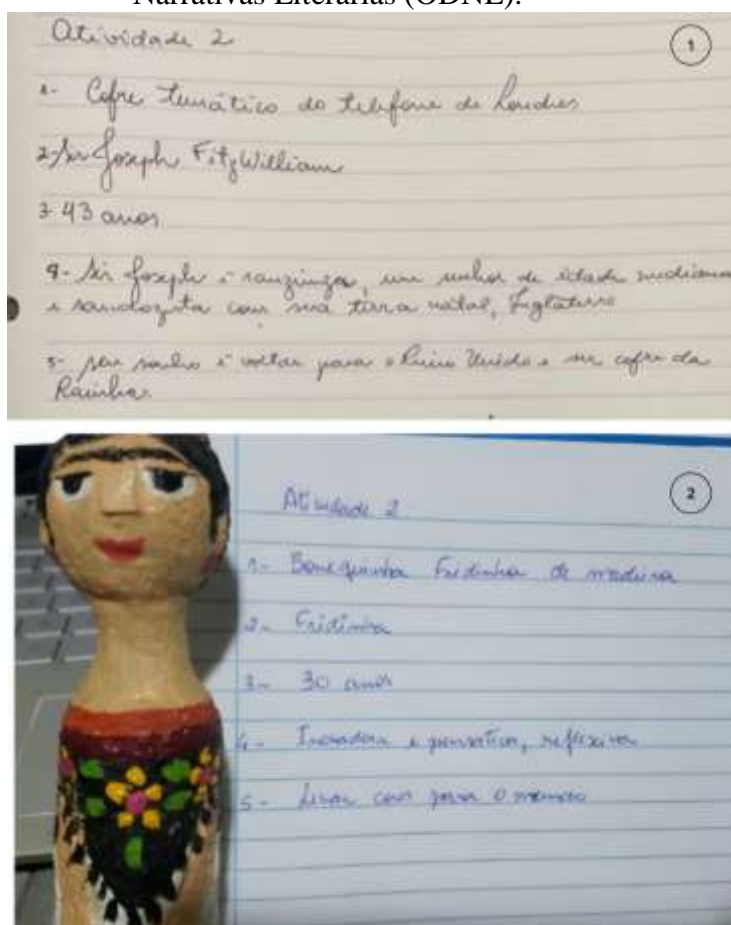 Narrativas Literárias (ODNE).
Atividade 2
1
1- Cofre temático do telefone de Londres
2- Sir Joseph FitzWilliam
3 43 anos
4- Sir Joseph é ranzinza, um senhor de idade mediana
e saudosista com sua terra natal, Inglaterra
5- seu sonho é voltar para o Reino Unido e ser cofre da
Rainha.
Atividade 2
2
1- Bonequinha Fridinha de madeira
2- Fridinha
3- 30 anos
4- e pensativa, reflexiva
5- Levar para o mundo